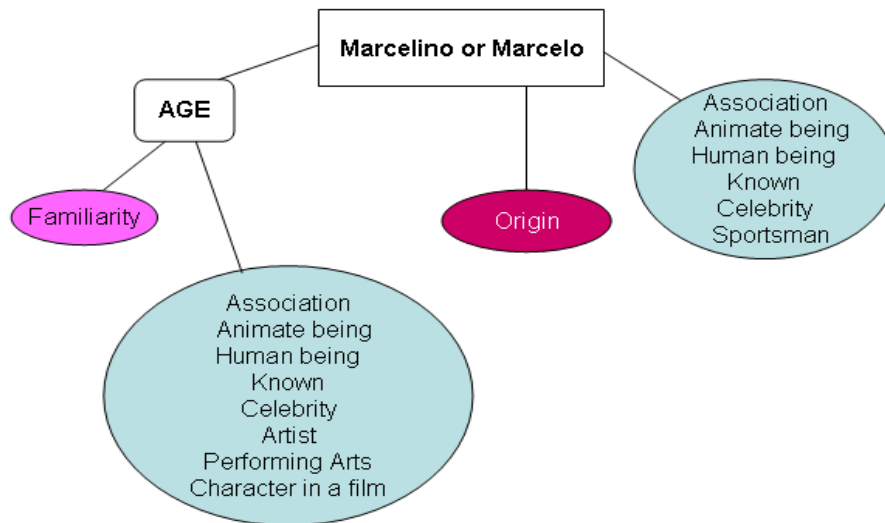 Marcelino or Marcelo
AGE
Familiarity
Origin
Association
Animate being
Human being
Known
Celebrity
Sportsman
Association
Animate being
Human being
Known
Celebrity
Artist
Performing Arts
Character in a film